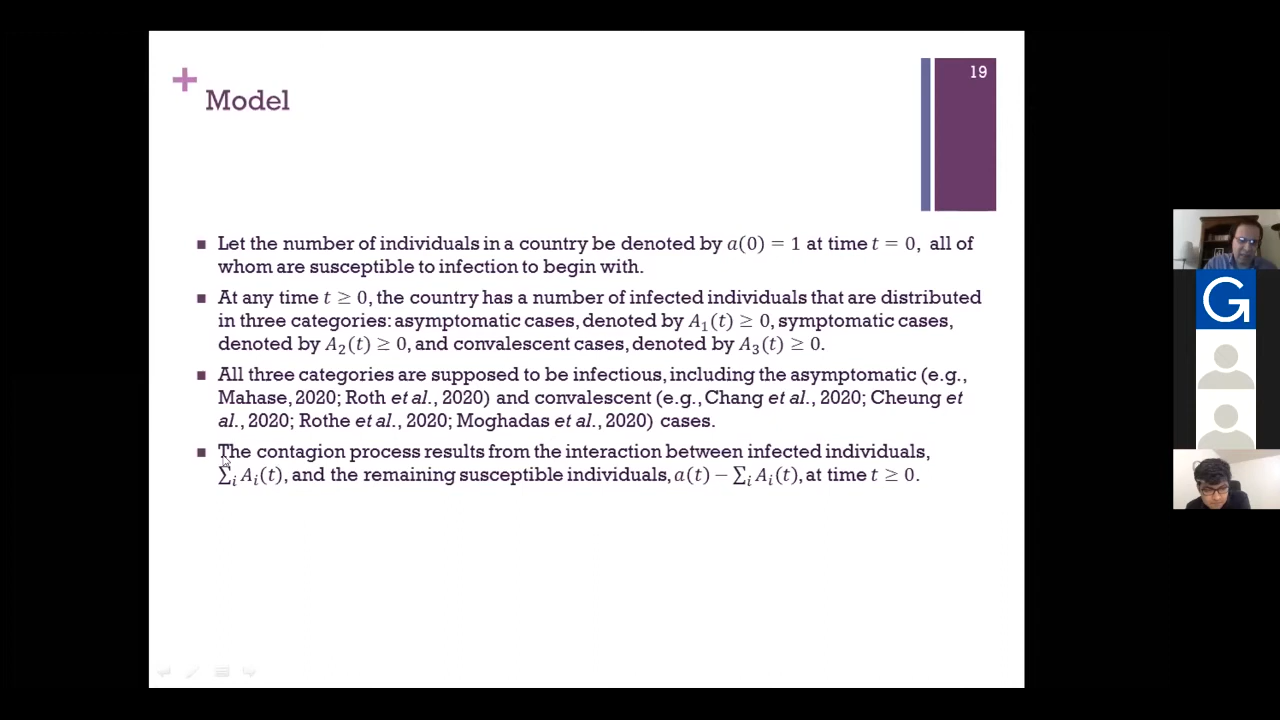 19
+
Model
▪ Let the number of individuals in a country be denoted by a(0) = 1 at time t = 0, all of
whom are susceptible to infection to begin with.
▪ At any time t ≥ 0, the country has a number of infected individuals that are distributed
in three categories: asymptomatic cases, denoted by A₁(t) ≥ 0, symptomatic cases,
denoted by A₂(t) ≥ 0, and convalescent cases, denoted by A₃(t) ≥ 0.
▪ All three categories are supposed to be infectious, including the asymptomatic (e.g.,
Mahase, 2020; Roth et al., 2020) and convalescent (e.g., Chang et al., 2020; Cheung et
al., 2020; Rothe et al., 2020; Moghadas et al., 2020) cases.
▪ The contagion process results from the interaction between infected individuals,
∑ᵢ Aᵢ(t), and the remaining susceptible individuals, a(t) − ∑ᵢ Aᵢ(t), at time t ≥ 0.
G